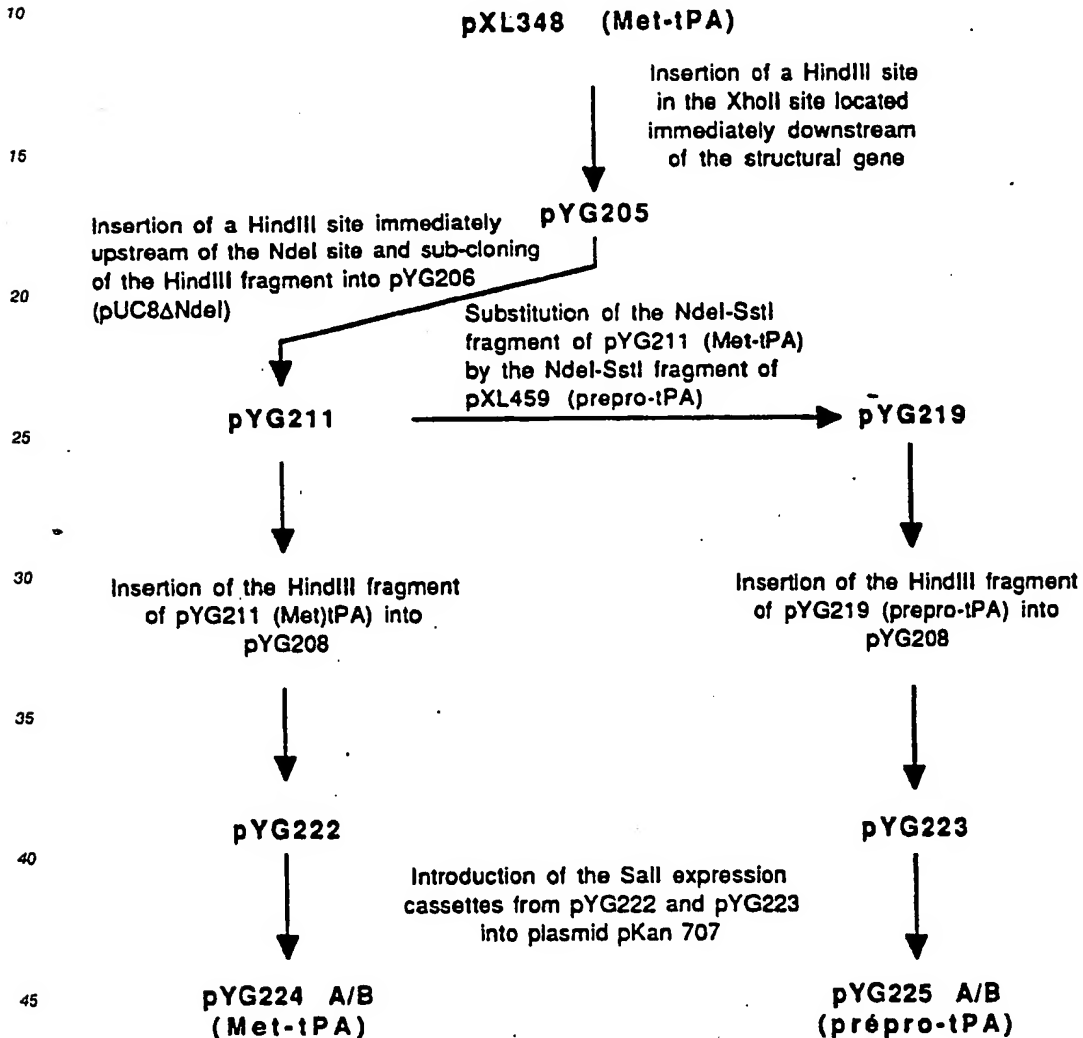 10
pXL348 (Met-tPA)
Insertion of a HindIII site
in the XhoII site located
immediately downstream
of the structural gene
15
pYG205
Insertion of a HindIII site immediately
upstream of the NdeI site and sub-cloning
of the HindIII fragment into pYG206
(pUC8ΔNdeI)
20
Substitution of the NdeI-SstI
fragment of pYG211 (Met-tPA)
by the NdeI-SstI fragment of
pXL459 (prepro-tPA)
pYG211
pYG219
25
30
Insertion of the HindIII fragment
of pYG211 (Met)tPA) into
pYG208
Insertion of the HindIII fragment
of pYG219 (prepro-tPA) into
pYG208
35
pYG222
pYG223
40
Introduction of the SalI expression
cassettes from pYG222 and pYG223
into plasmid pKan 707
45
pYG224 A/B
(Met-tPA)
pYG225 A/B
(prépro-tPA)